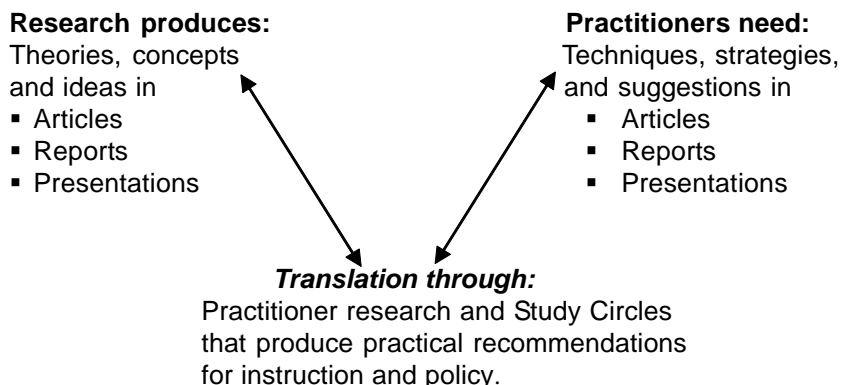 Research produces:
Theories, concepts
and ideas in
▪ Articles
▪ Reports
▪ Presentations
Practitioners need:
Techniques, strategies,
and suggestions in
▪ Articles
▪ Reports
▪ Presentations
Translation through:
Practitioner research and Study Circles
that produce practical recommendations
for instruction and policy.